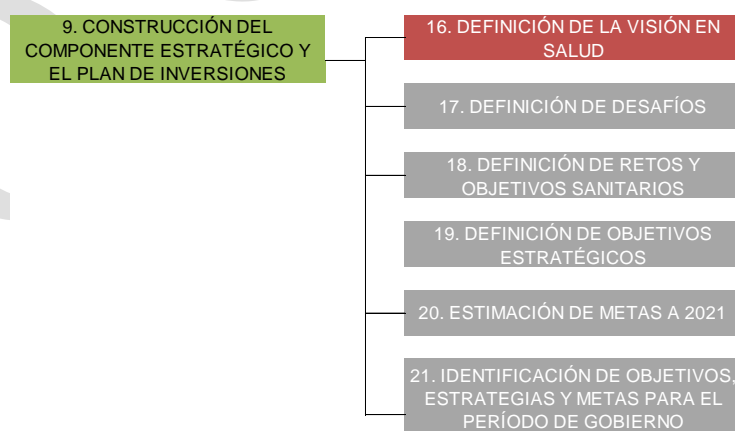 9. CONSTRUCCIÓN DEL
COMPONENTE ESTRATÉGICO Y
EL PLAN DE INVERSIONES
16. DEFINICIÓN DE LA VISIÓN EN
SALUD
17. DEFINICIÓN DE DESAFÍOS
18. DEFINICIÓN DE RETOS Y
OBJETIVOS SANITARIOS
19. DEFINICIÓN DE OBJETIVOS
ESTRATÉGICOS
20. ESTIMACIÓN DE METAS A 2021
21. IDENTIFICACIÓN DE OBJETIVOS,
ESTRATEGIAS Y METAS PARA EL
PERÍODO DE GOBIERNO